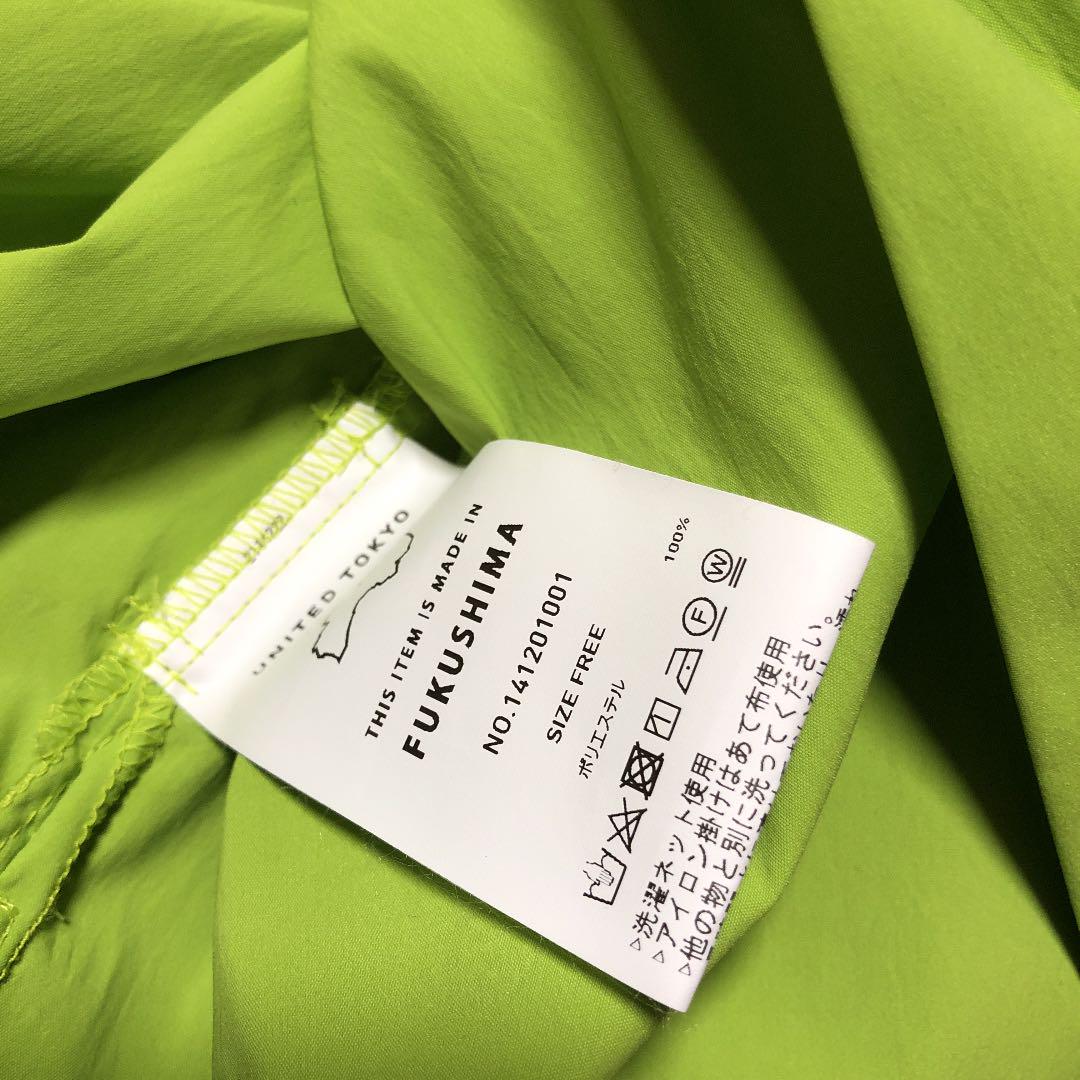 UNITED TOKYO
THIS ITEM IS MADE IN
FUKUSHIMA
NO.141201001
SIZE FREE
ポリエステル 100%
1 F W
▷洗濯ネット使用
▷アイロン掛けはあて布使用
▷他の物と別に洗ってください。